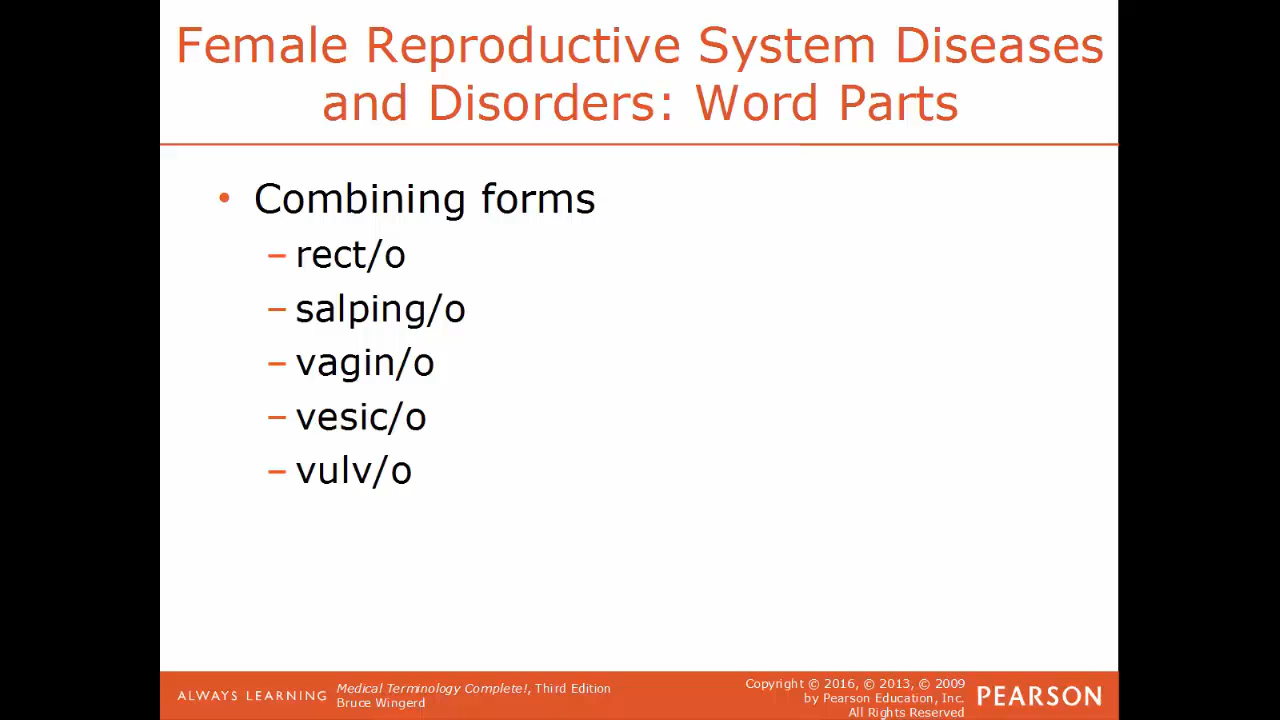 Female Reproductive System Diseases
and Disorders: Word Parts
• Combining forms
– rect/o
– salping/o
– vagin/o
– vesic/o
– vulv/o
ALWAYS LEARNING
Medical Terminology Complete!, Third Edition
Bruce Wingerd
Copyright © 2016, © 2013, © 2009
by Pearson Education, Inc.
All Rights Reserved
PEARSON